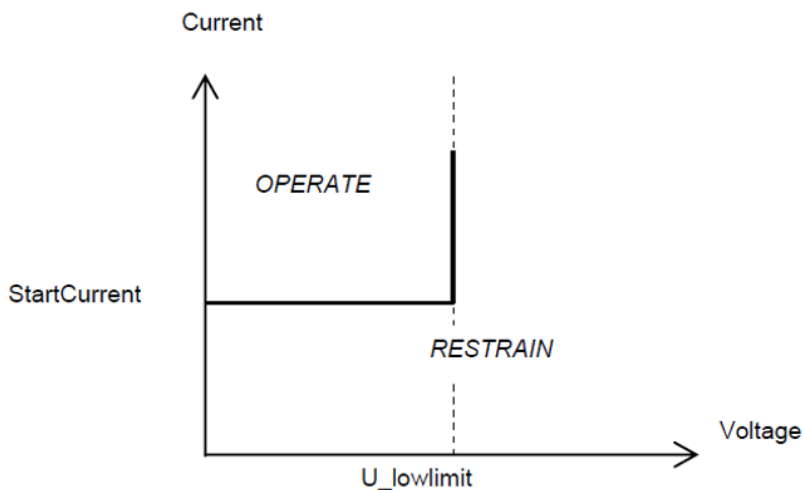 Current
OPERATE
StartCurrent
RESTRAIN
Voltage
U_lowlimit